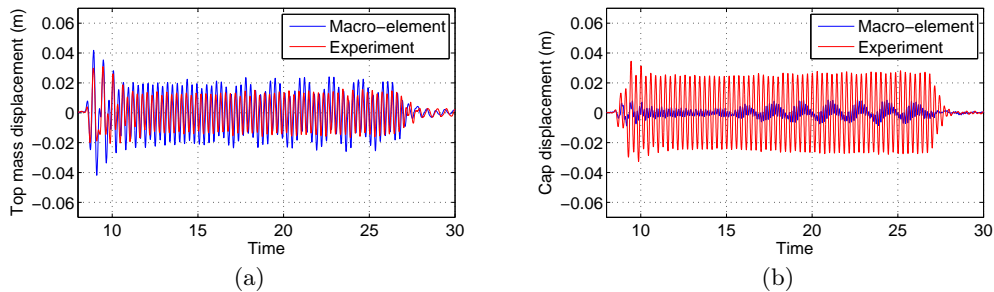 Top mass displacement (m)
0.06
0.04
0.02
0
−0.02
−0.04
−0.06
10
15
20
25
30
Time
Macro-element
Experiment
(a)
Cap displacement (m)
0.06
0.04
0.02
0
−0.02
−0.04
−0.06
10
15
20
25
30
Time
Macro-element
Experiment
(b)